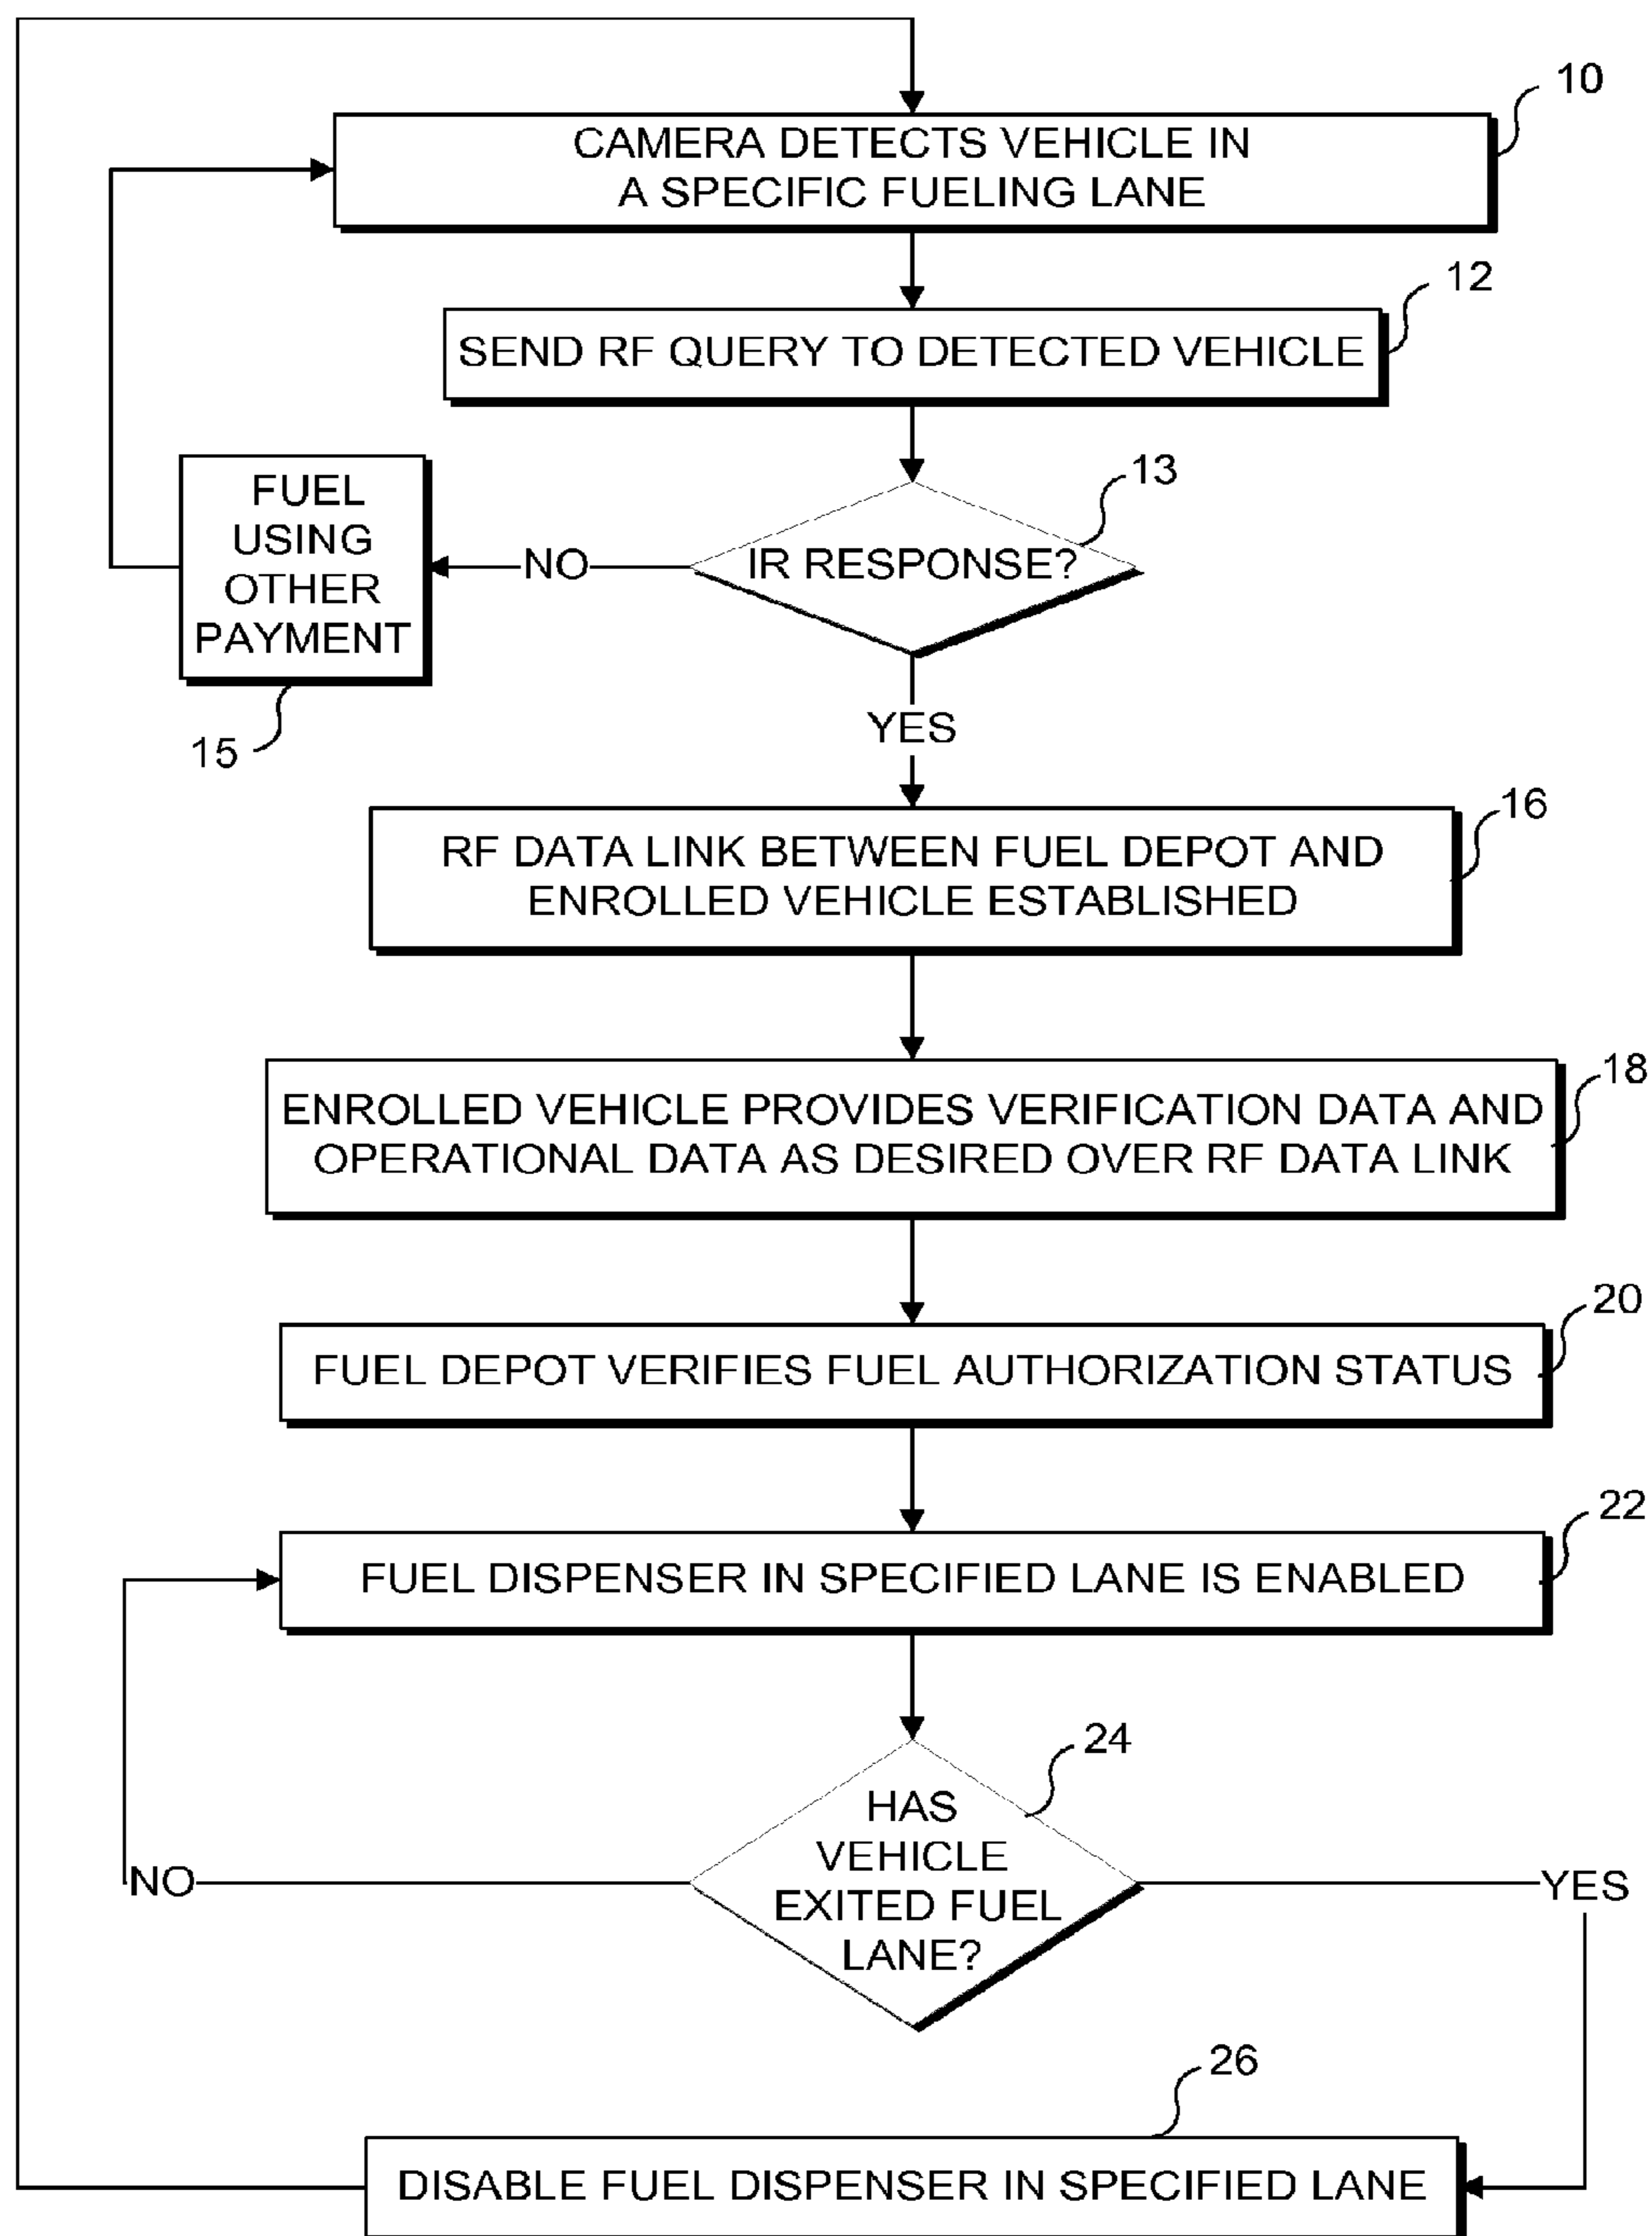 10
CAMERA DETECTS VEHICLE IN
A SPECIFIC FUELING LANE
12
SEND RF QUERY TO DETECTED VEHICLE
13
IR RESPONSE?
NO
FUEL
USING
OTHER
PAYMENT
15
YES
16
RF DATA LINK BETWEEN FUEL DEPOT AND
ENROLLED VEHICLE ESTABLISHED
18
ENROLLED VEHICLE PROVIDES VERIFICATION DATA AND
OPERATIONAL DATA AS DESIRED OVER RF DATA LINK
20
FUEL DEPOT VERIFIES FUEL AUTHORIZATION STATUS
22
FUEL DISPENSER IN SPECIFIED LANE IS ENABLED
24
HAS
VEHICLE
EXITED FUEL
LANE?
NO
YES
26
DISABLE FUEL DISPENSER IN SPECIFIED LANE